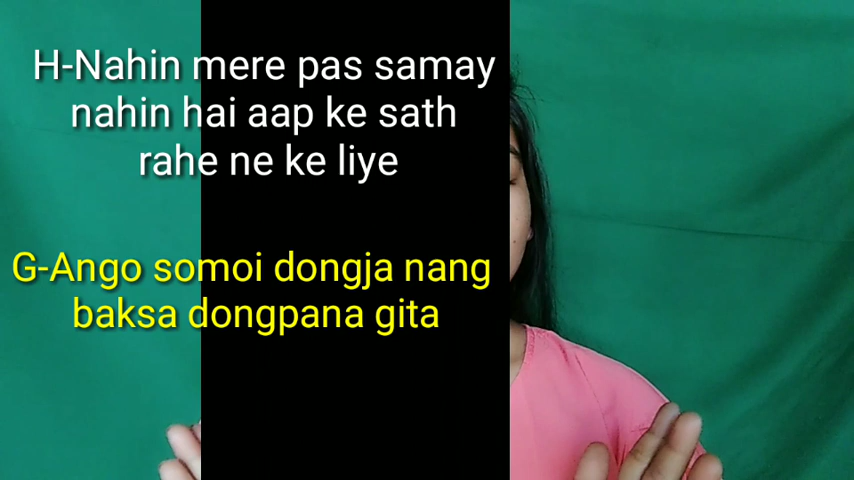 H-Nahin mere pas samay
nahin hai aap ke sath
rahe ne ke liye
G-Ango somoi dongja nang
baksa dongpana gita